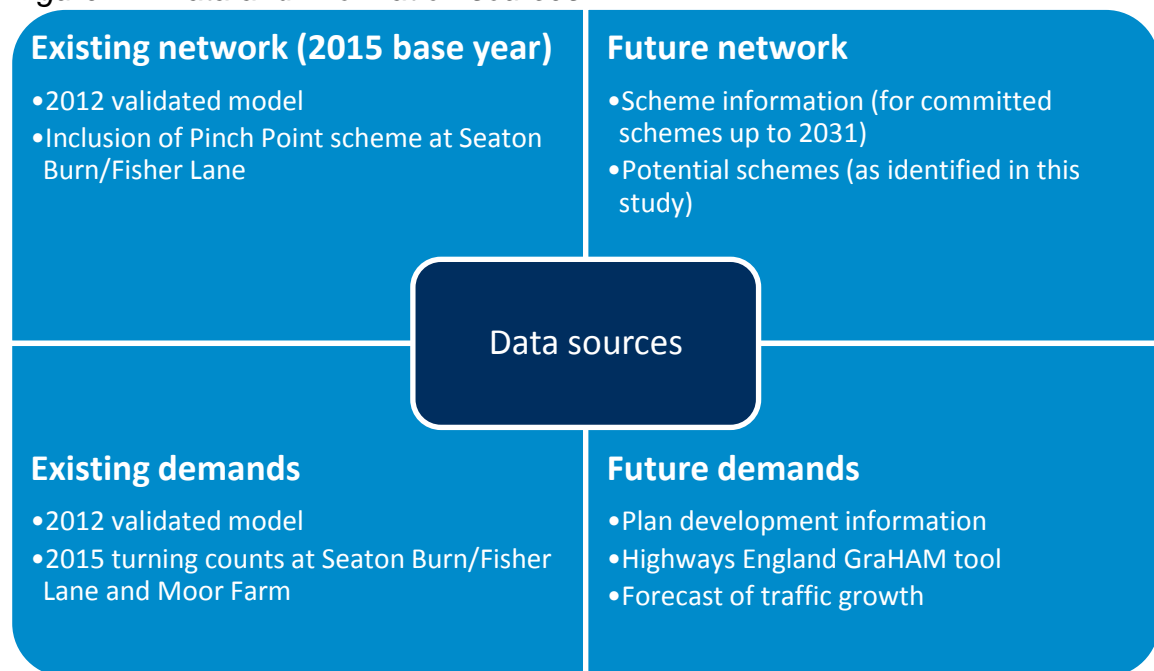 Existing network (2015 base year)
•2012 validated model
•Inclusion of Pinch Point scheme at Seaton
Burn/Fisher Lane
Future network
•Scheme information (for committed
schemes up to 2031)
•Potential schemes (as identified in this
study)
Data sources
Existing demands
•2012 validated model
•2015 turning counts at Seaton Burn/Fisher
Lane and Moor Farm
Future demands
•Plan development information
•Highways England GraHAM tool
•Forecast of traffic growth